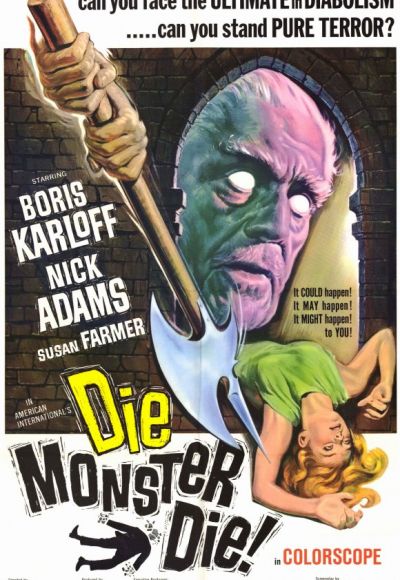 can you face the ULTIMATE in DIABOLISM
.....can you stand PURE TERROR?
STARRING
BORIS
KARLOFF
NICK
ADAMS
SUSAN FARMER
It COULD happen!
It MAY happen!
It MIGHT happen!
to YOU!
IN
AMERICAN
INTERNATIONAL'S
Die
MONSTER
Die!
in COLORSCOPE